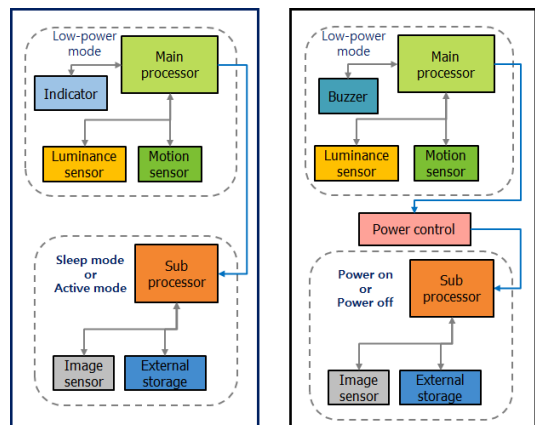 Low-power
mode
Main
processor
Indicator
Luminance
sensor
Motion
sensor
Sleep mode
or
Active mode
Sub
processor
Image
sensor
External
storage
Low-power
mode
Main
processor
Buzzer
Luminance
sensor
Motion
sensor
Power control
Power on
or
Power off
Sub
processor
Image
sensor
External
storage